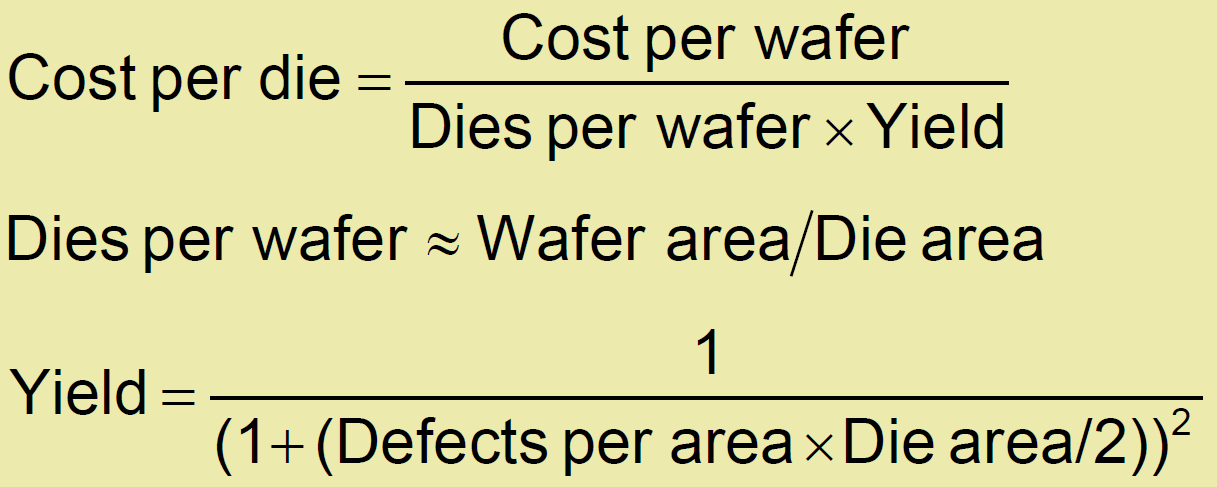 Cost per die = Cost per wafer / Dies per wafer × Yield
Dies per wafer ≈ Wafer area/Die area
Yield = 1 / (1+(Defects per area×Die area/2))²